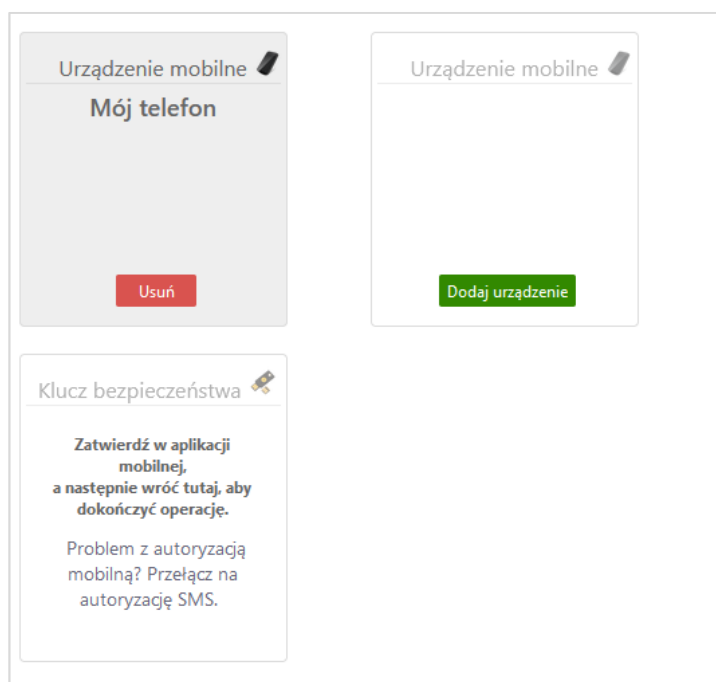 Urządzenie mobilne
Mój telefon
Usuń
Urządzenie mobilne
Dodaj urządzenie
Klucz bezpieczeństwa
Zatwierdź w aplikacji
mobilnej,
a następnie wróć tutaj, aby
dokończyć operację.
Problem z autoryzacją
mobilną? Przełącz na
autoryzację SMS.